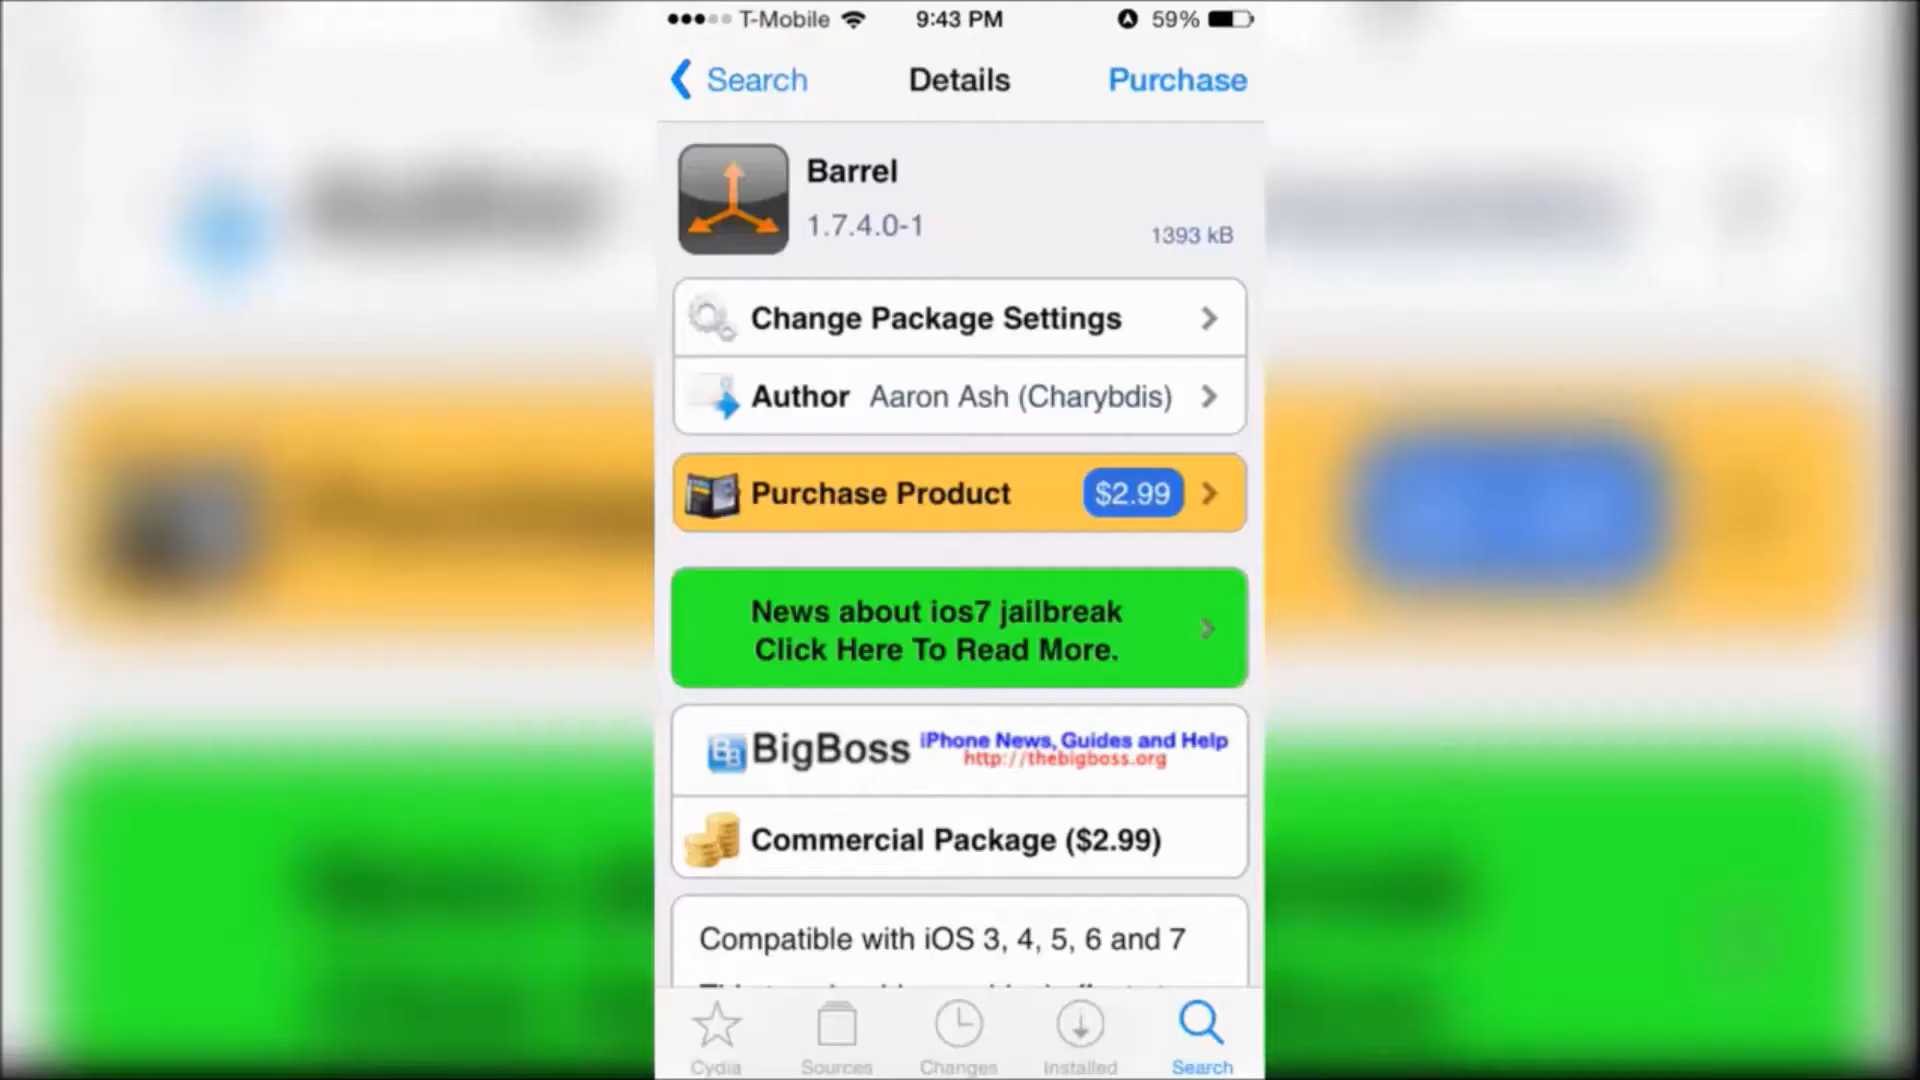 T-Mobile 9:43 PM 59%
Search Details Purchase
Barrel
1.7.4.0-1 1393 kB
Change Package Settings
Author Aaron Ash (Charybdis)
Purchase Product $2.99
News about ios7 jailbreak
Click Here To Read More.
BB BigBoss iPhone News, Guides and Help
http://thebigboss.org
Commercial Package ($2.99)
Compatible with iOS 3, 4, 5, 6 and 7
Cydia Sources Changes Installed Search